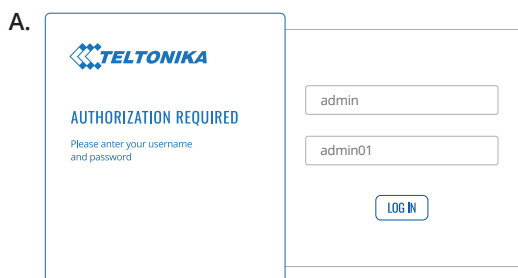 A.
TELTONIKA
AUTHORIZATION REQUIRED
Please anter your username
and password
admin
admin01
LOG IN